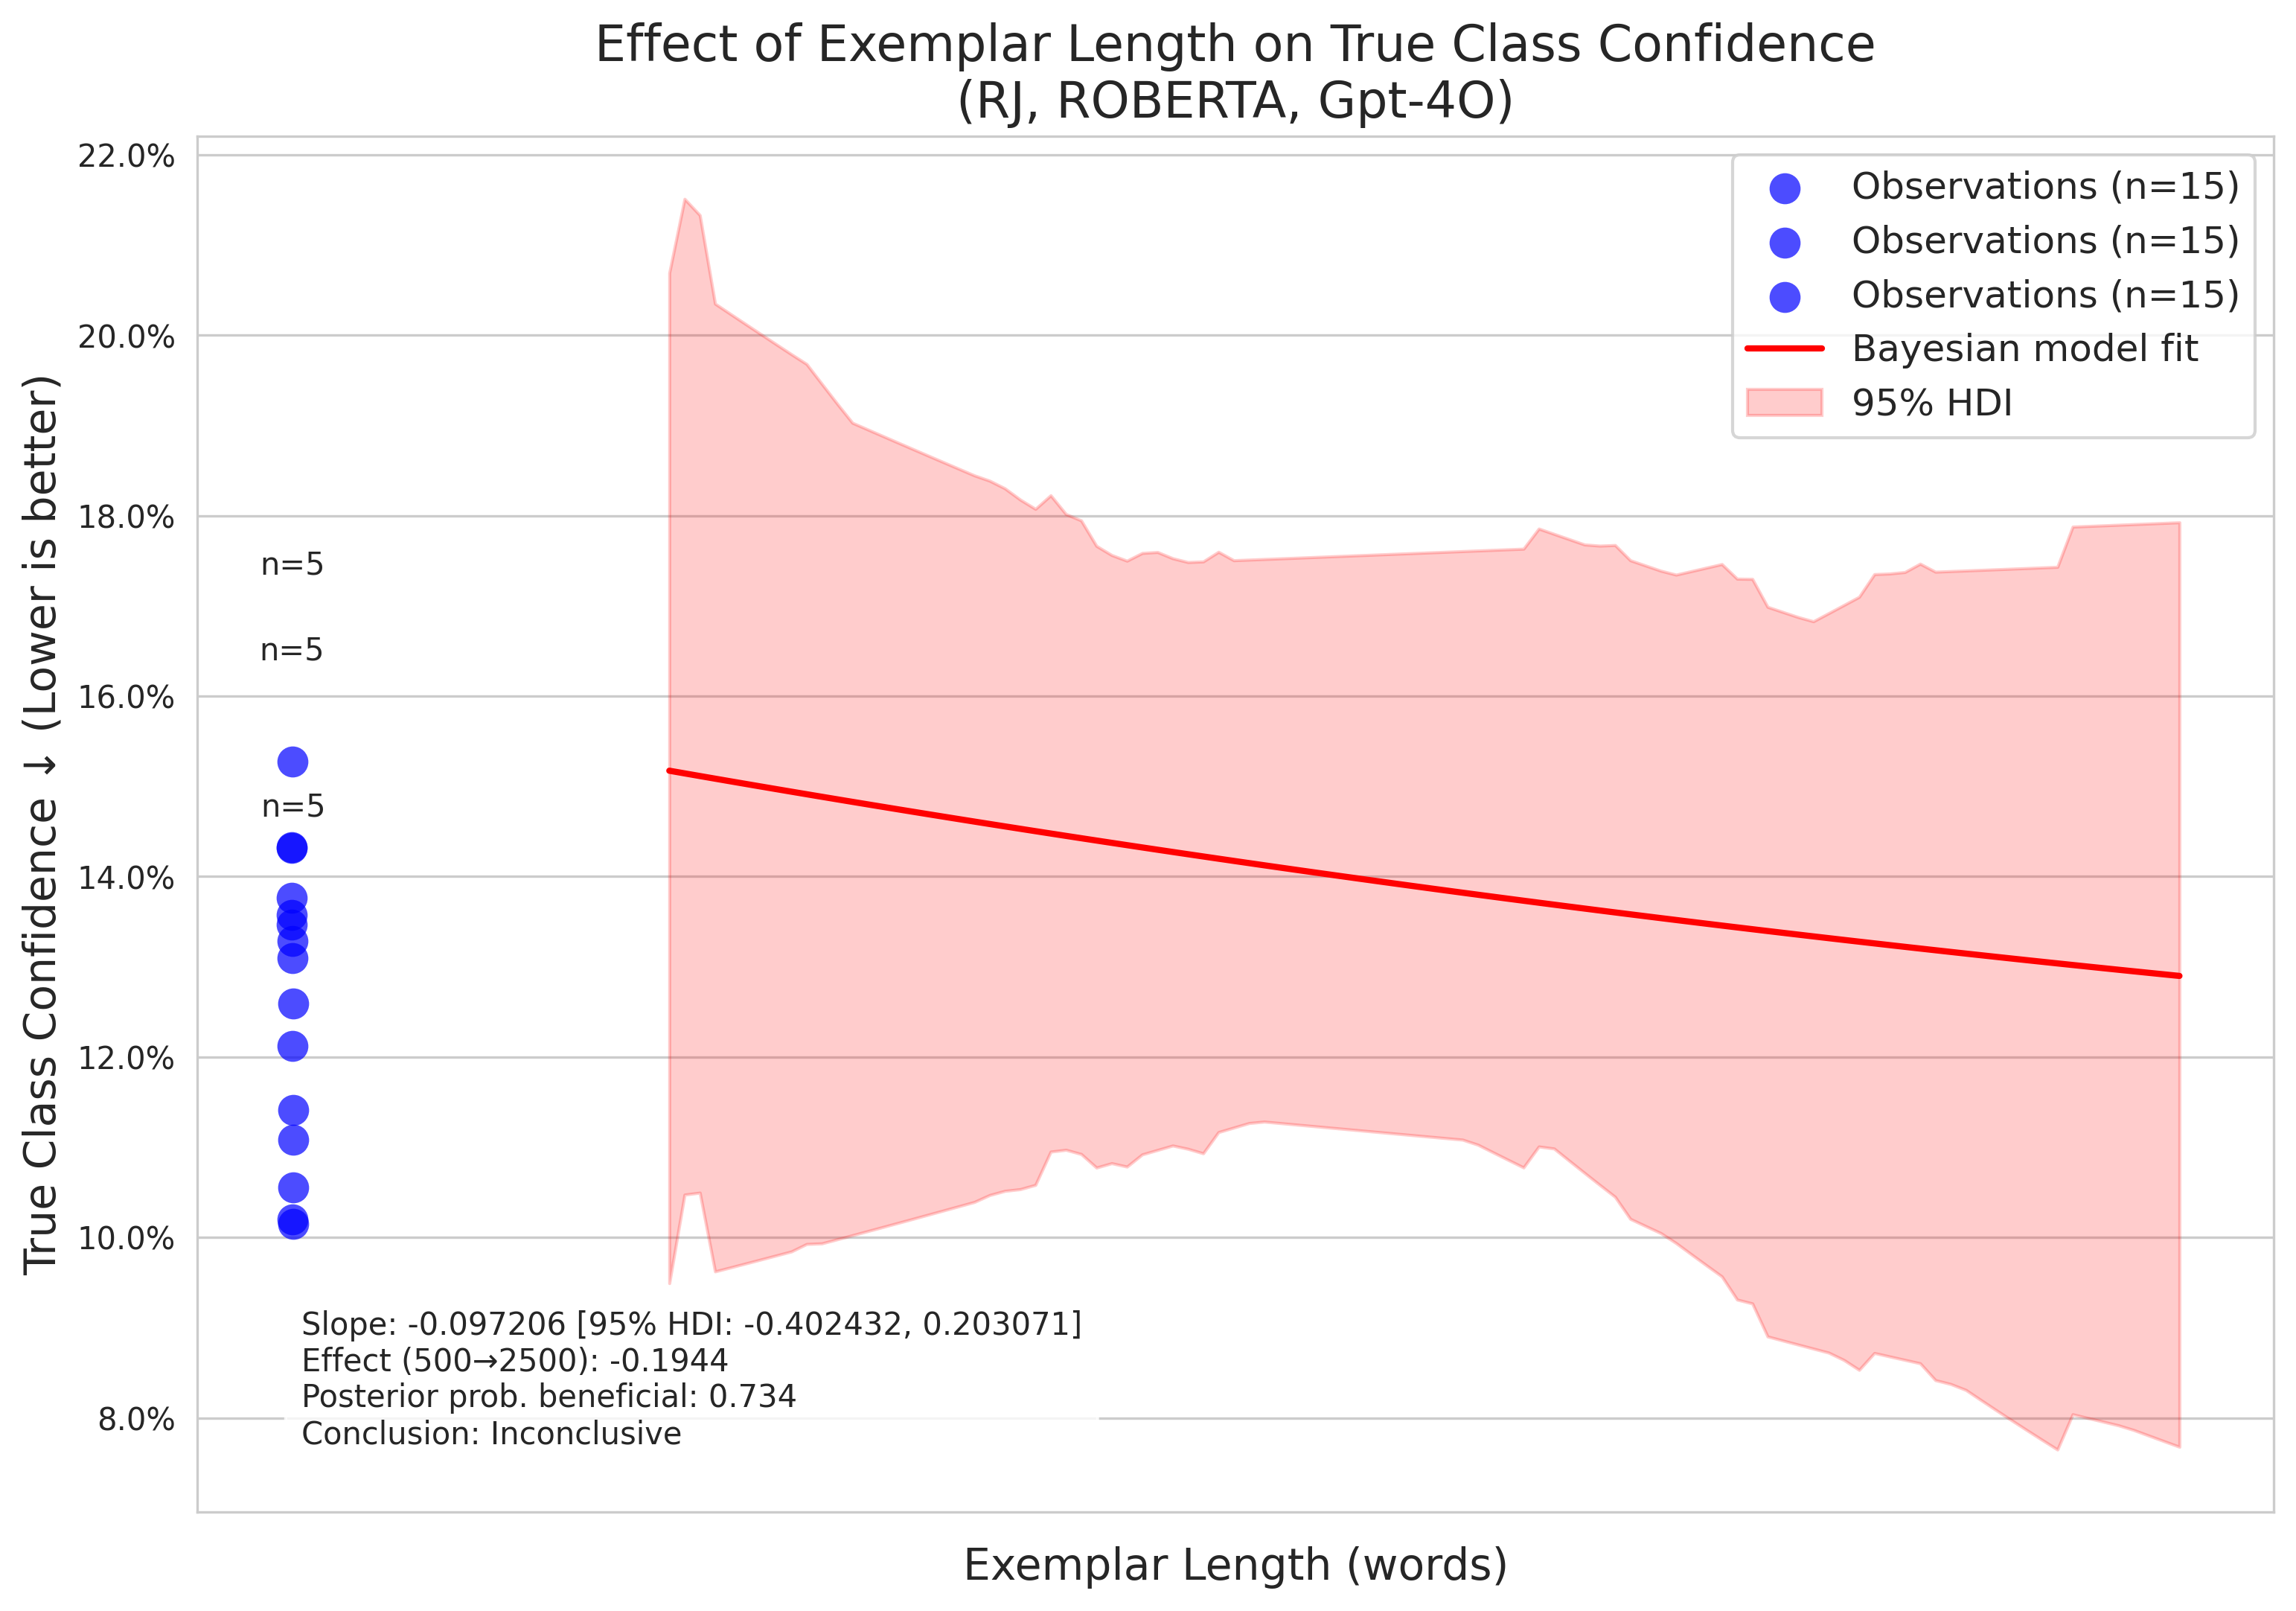 Effect of Exemplar Length on True Class Confidence
(RJ, ROBERTA, Gpt-4O)
True Class Confidence ↓ (Lower is better)
22.0%
20.0%
18.0%
16.0%
14.0%
12.0%
10.0%
8.0%
n=5
n=5
n=5
Observations (n=15)
Observations (n=15)
Observations (n=15)
Bayesian model fit
95% HDI
Slope: -0.097206 [95% HDI: -0.402432, 0.203071]
Effect (500→2500): -0.1944
Posterior prob. beneficial: 0.734
Conclusion: Inconclusive
Exemplar Length (words)